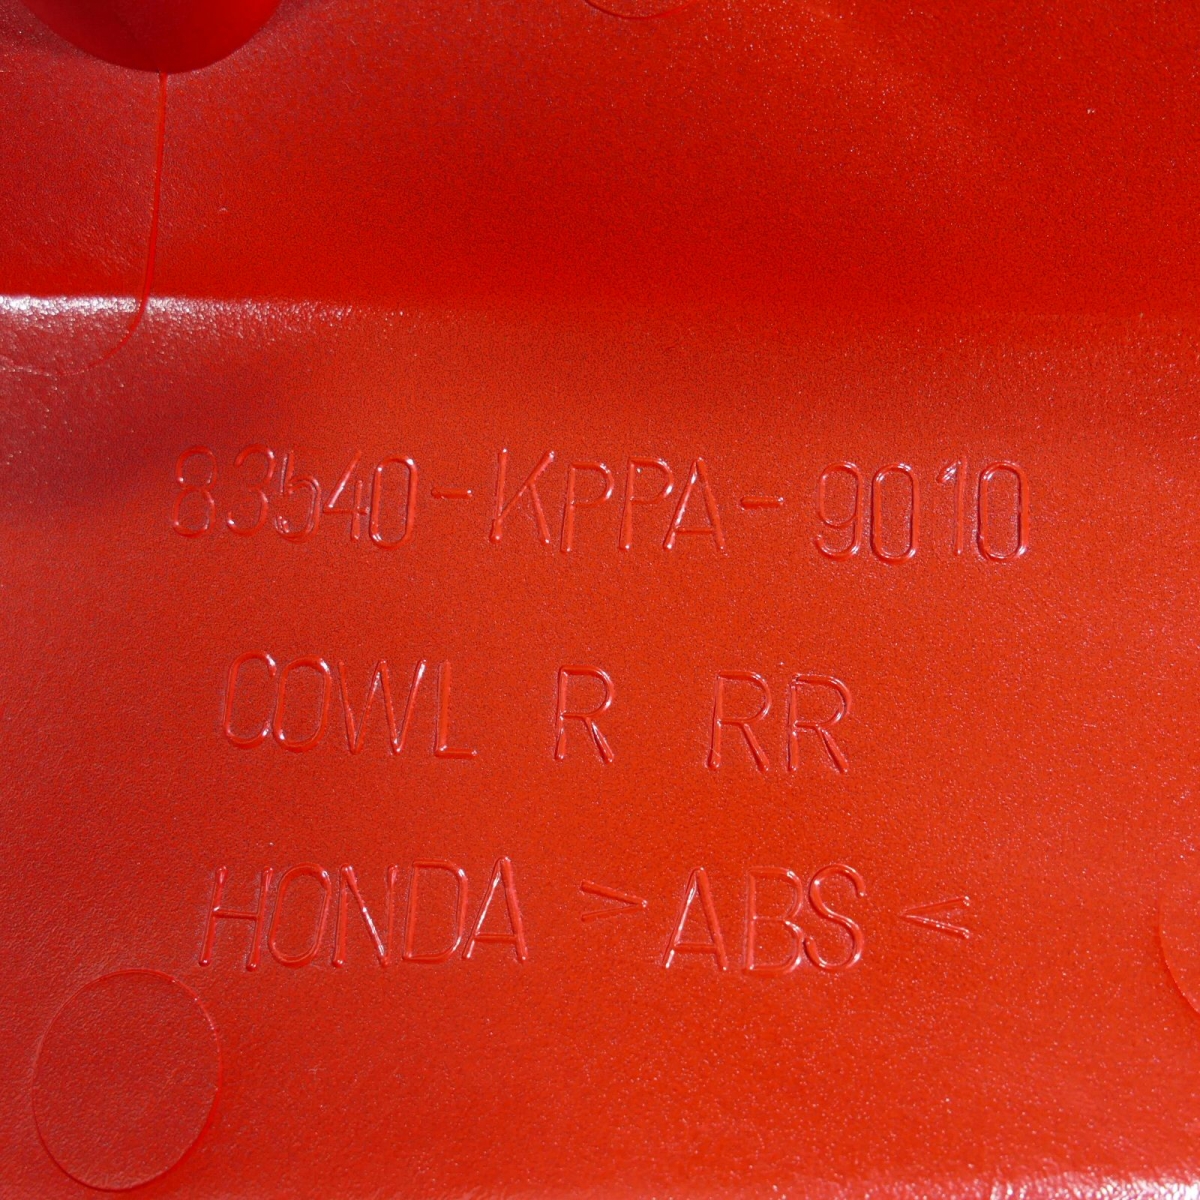 83540-KPPA-9010
COWL R RR
HONDA >ABS<